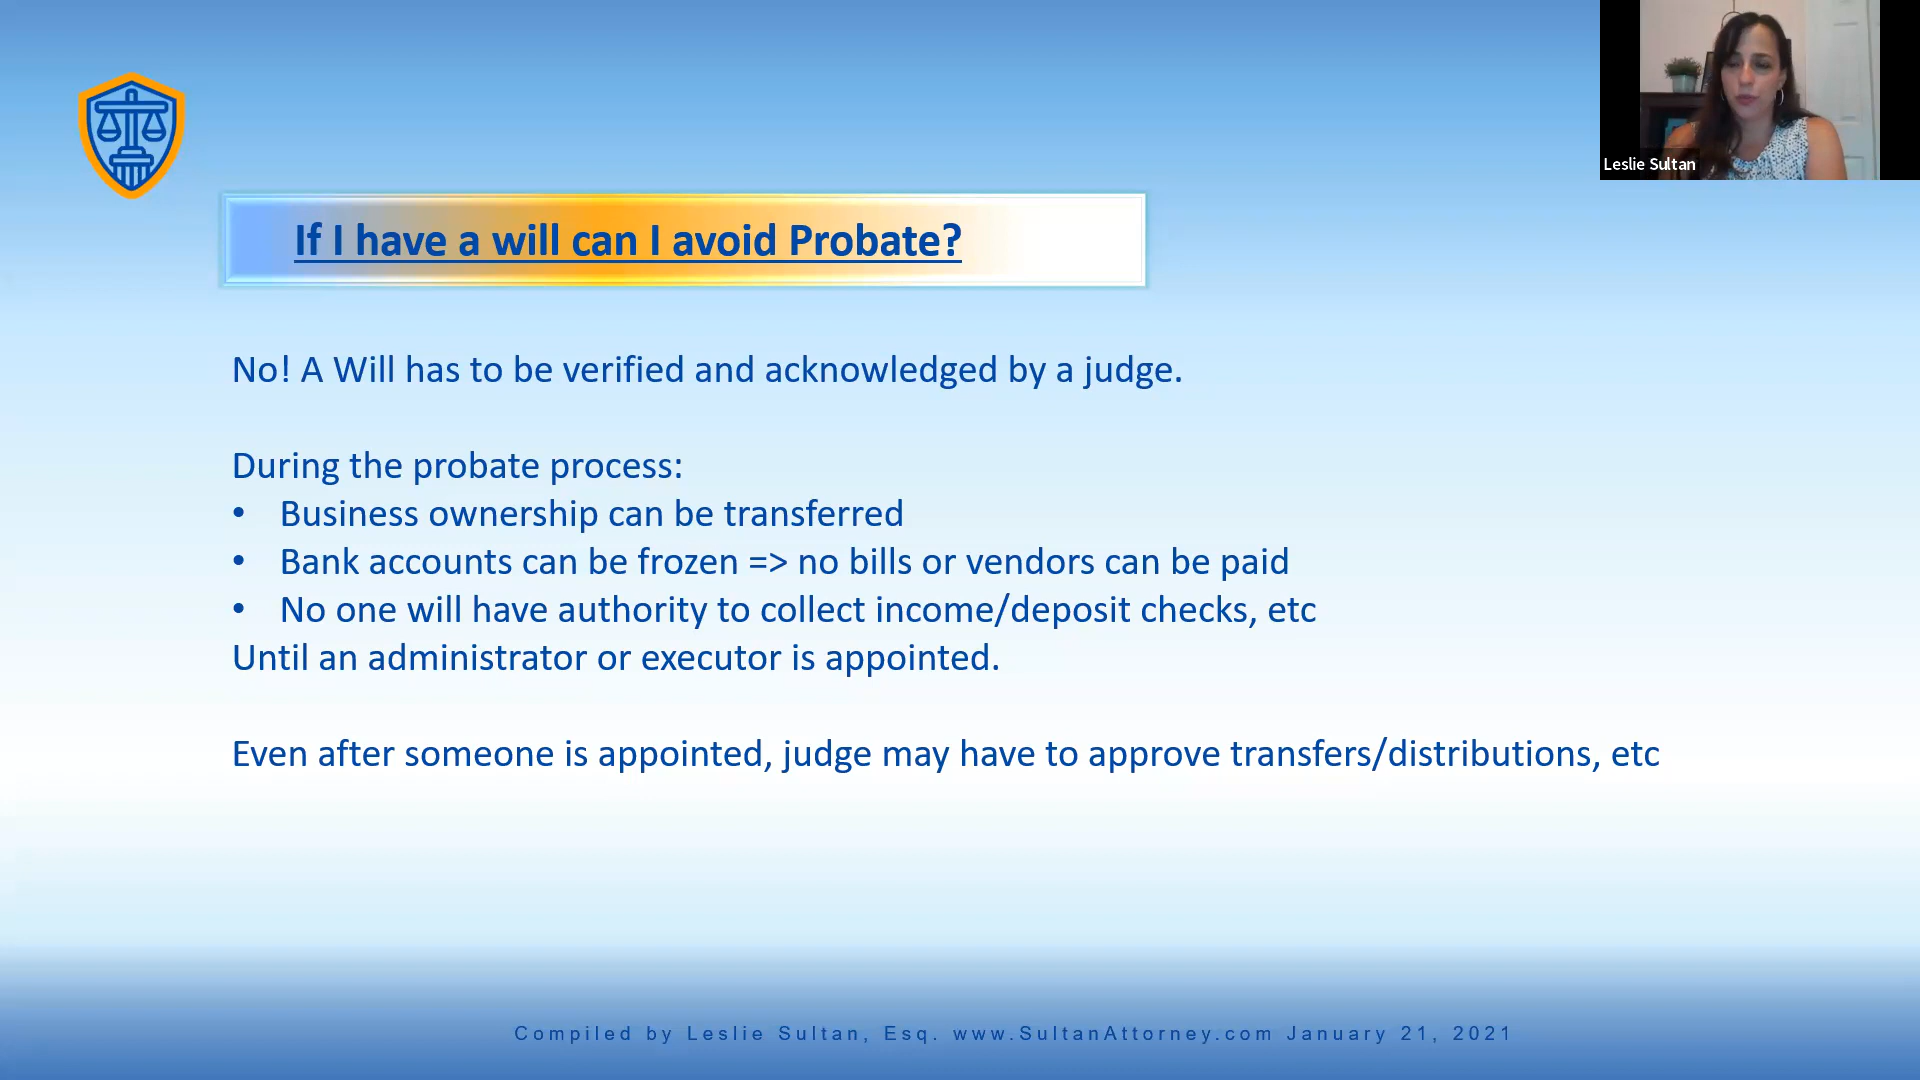 Leslie Sultan
If I have a will can I avoid Probate?
No! A Will has to be verified and acknowledged by a judge.
During the probate process:
• Business ownership can be transferred
• Bank accounts can be frozen => no bills or vendors can be paid
• No one will have authority to collect income/deposit checks, etc
Until an administrator or executor is appointed.
Even after someone is appointed, judge may have to approve transfers/distributions, etc
Compiled by Leslie Sultan, Esq. www.SultanAttorney.com January 21, 2021